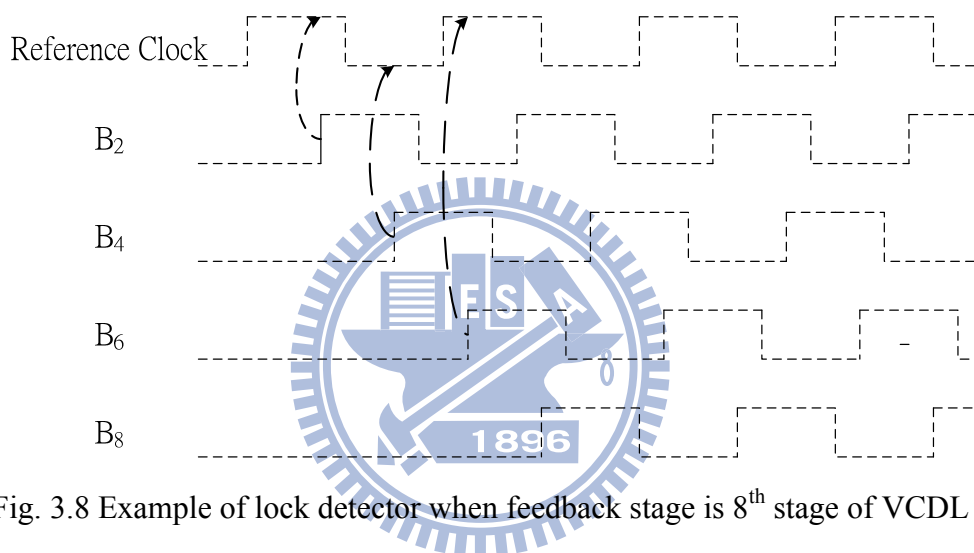 Reference Clock
B₂
B₄
B₆
B₈
E S A
8
1896
Fig. 3.8 Example of lock detector when feedback stage is 8ᵗʰ stage of VCDL